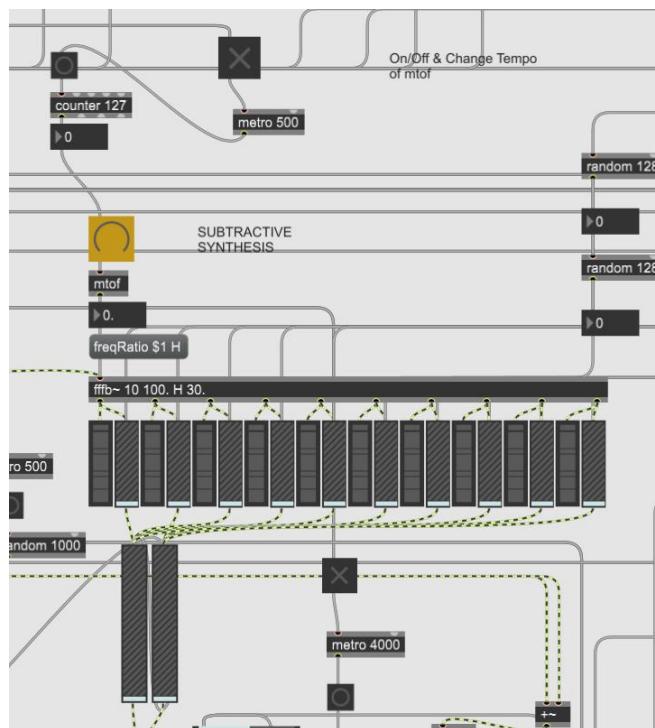 On/Off & Change Tempo
of mtof
counter 127
metro 500
0
random 128
SUBTRACTIVE
SYNTHESIS
0
random 128
mtof
0.
0
freqRatio $1 H
fffb~ 10 100. H 30.
ro 500
andom 1000
metro 4000
+~